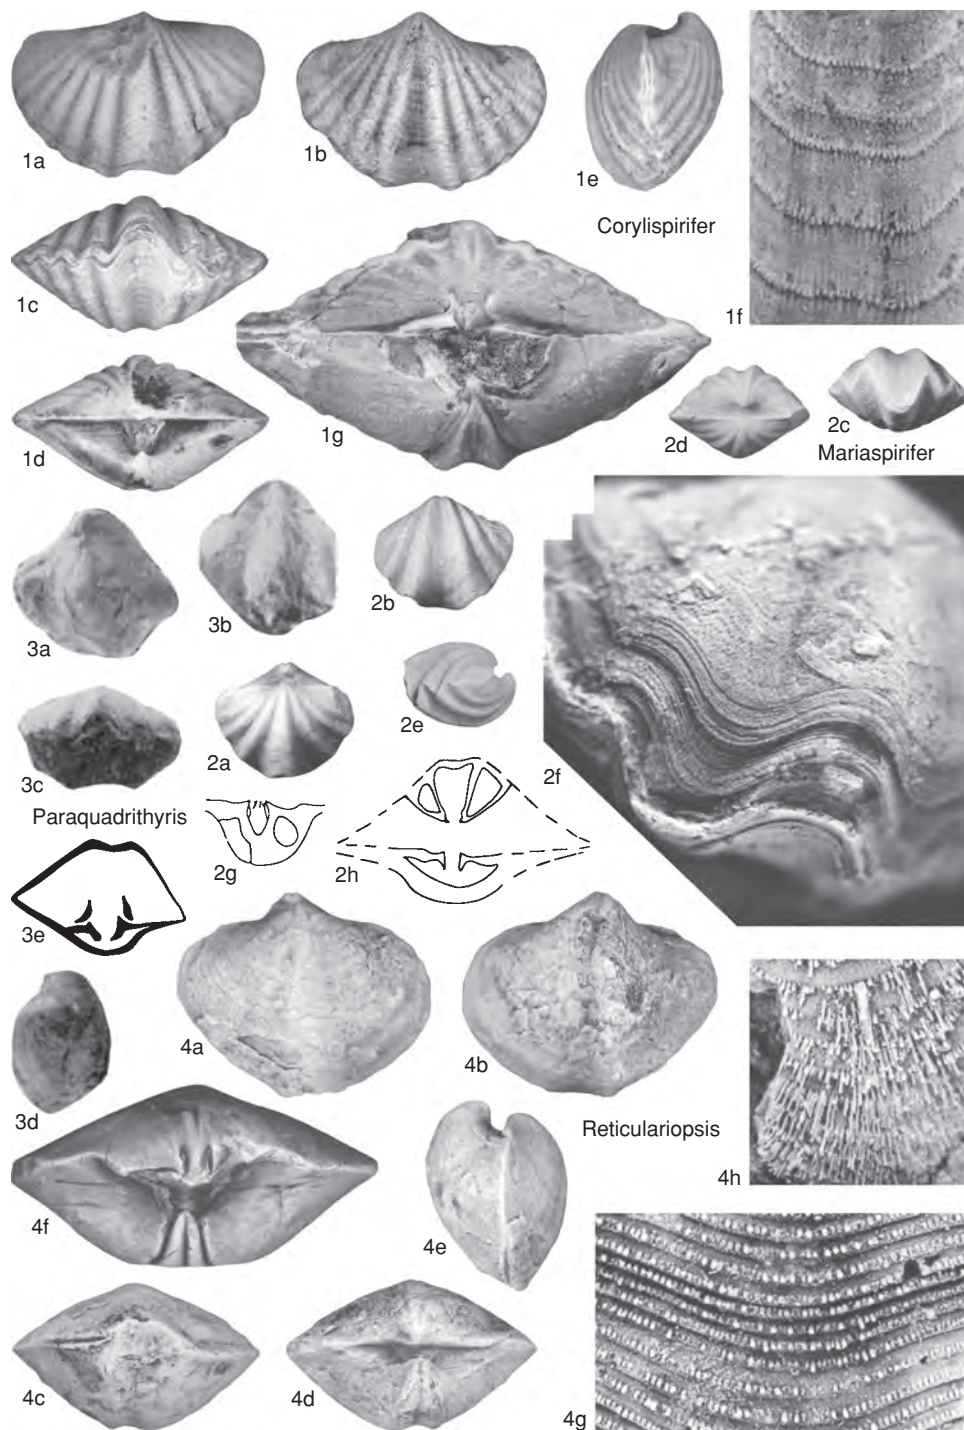 1a
1b
1e
Corylispirifer
1f
1c
1g
1d
2d
2c
Mariaspirifer
3a
3b
2b
2e
3c
2a
2f
Paraquadrithyris
2g
2h
3e
4a
4b
3d
Reticulariopsis
4h
4f
4e
4c
4d
4g